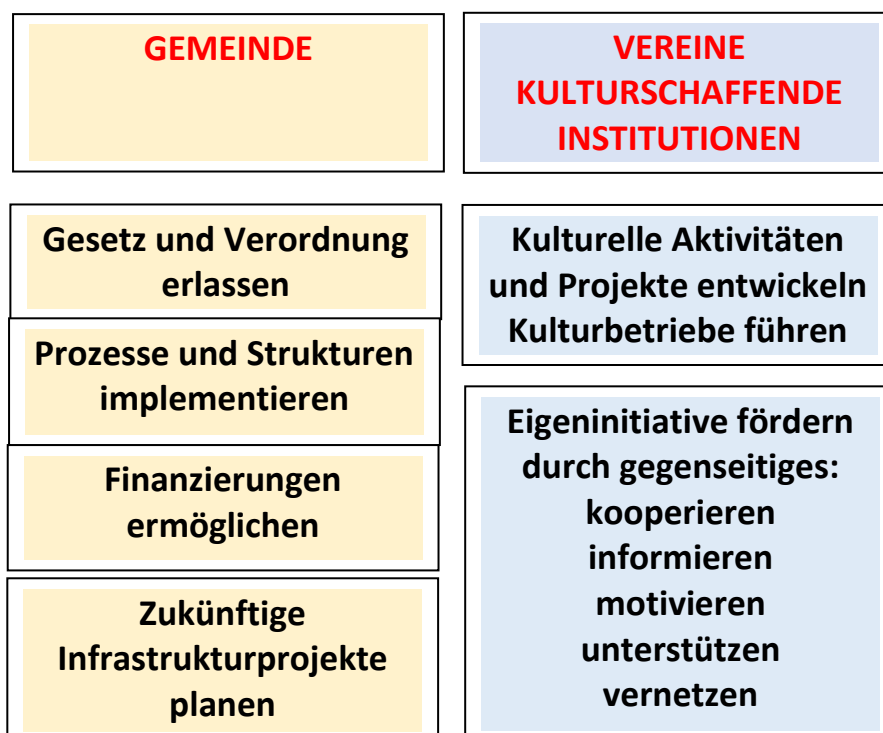 GEMEINDE
Gesetz und Verordnung
erlassen
Prozesse und Strukturen
implementieren
Finanzierungen
ermöglichen
Zukünftige
Infrastrukturprojekte
planen
VEREINE
KULTURSCHAFFENDE
INSTITUTIONEN
Kulturelle Aktivitäten
und Projekte entwickeln
Kulturbetriebe führen
Eigeninitiative fördern
durch gegenseitiges:
kooperieren
informieren
motivieren
unterstützen
vernetzen